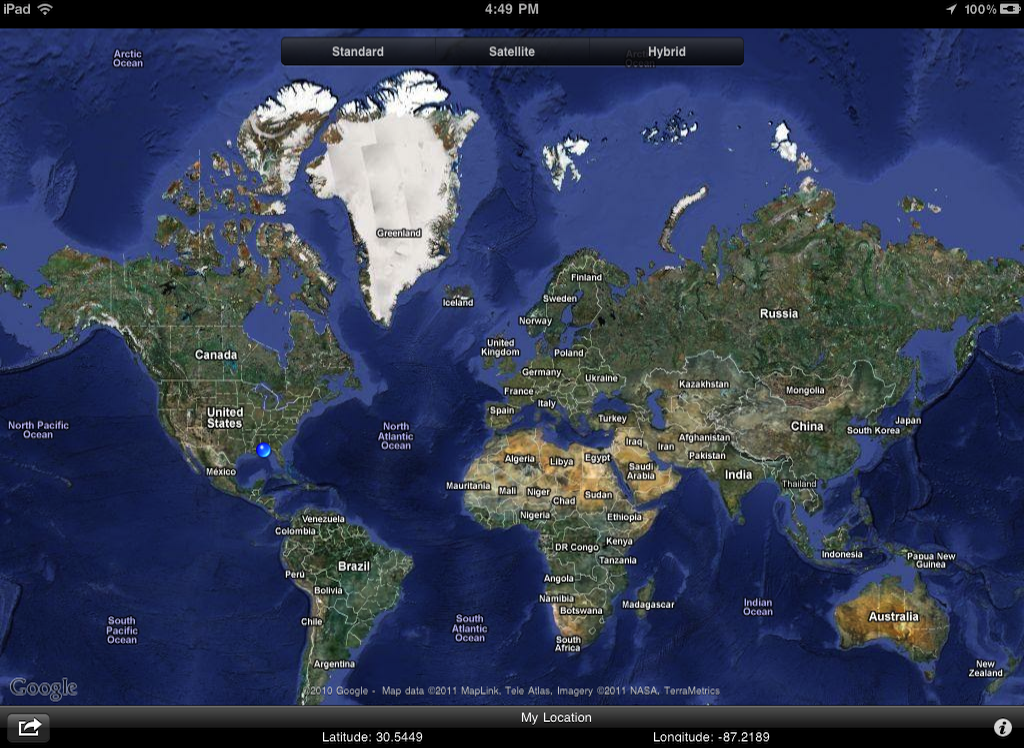 iPad
4:49 PM
100%
Standard
Satellite
Hybrid
Arctic
Ocean
Arctic
Ocean
Greenland
Iceland
Finland
Sweden
Norway
Russia
United
Kingdom
Poland
Canada
Germany
Ukraine
France
Kazakhstan
Mongolia
Italy
Spain
United
States
Turkey
North Pacific
Ocean
North
Atlantic
Ocean
China
Japan
South Korea
Iraq
Iran
Afghanistan
Pakistan
Algeria
Libya
Egypt
Saudi
Arabia
India
México
Thailand
Mauritania
Mali
Niger
Chad
Sudan
Nigeria
Ethiopia
Venezuela
Colombia
Kenya
DR Congo
Tanzania
Indonesia
Papua New
Guinea
Brazil
Perú
Bolivia
Angola
Namibia
Botswana
Madagascar
Indian
Ocean
Australia
Chile
South
Pacific
Ocean
South
Atlantic
Ocean
South
Africa
Argentina
New
Zealand
Google
©2010 Google - Map data ©2011 MapLink, Tele Atlas, Imagery ©2011 NASA, TerraMetrics
My Location
Latitude: 30.5449
Longitude: -87.2189